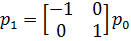 p₁ = [−1 0; 0 1] p₀